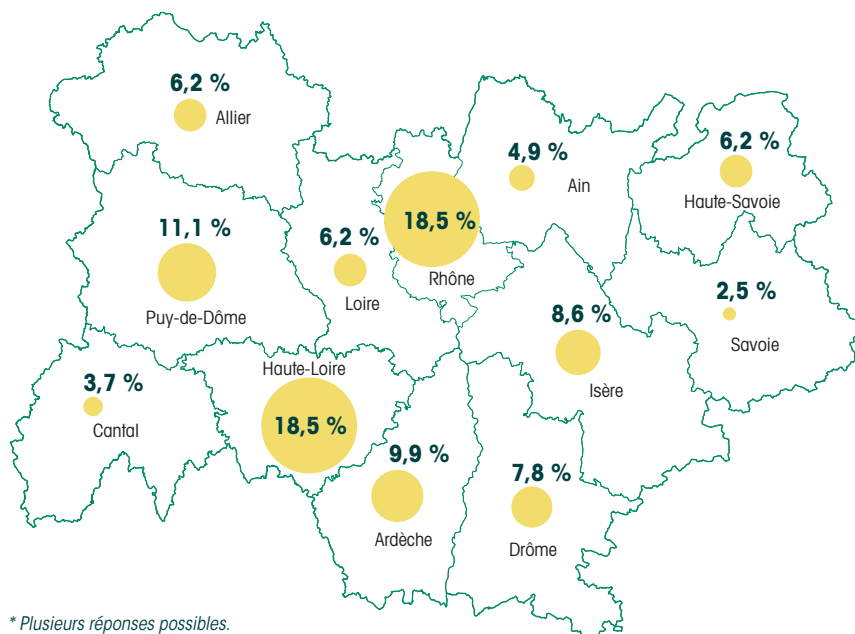 6,2 %
Allier
4,9 %
Ain
6,2 %
Haute-Savoie
11,1 %
Puy-de-Dôme
6,2 %
Loire
18,5 %
Rhône
8,6 %
Isère
2,5 %
Savoie
3,7 %
Cantal
Haute-Loire
18,5 %
9,9 %
Ardèche
7,8 %
Drôme
* Plusieurs réponses possibles.